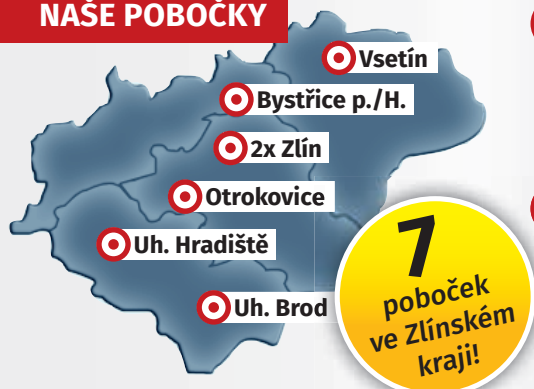 NAŠE POBOČKY
Vsetín
Bystřice p./H.
2x Zlín
Otrokovice
Uh. Hradiště
Uh. Brod
7
poboček
ve Zlínském
kraji!